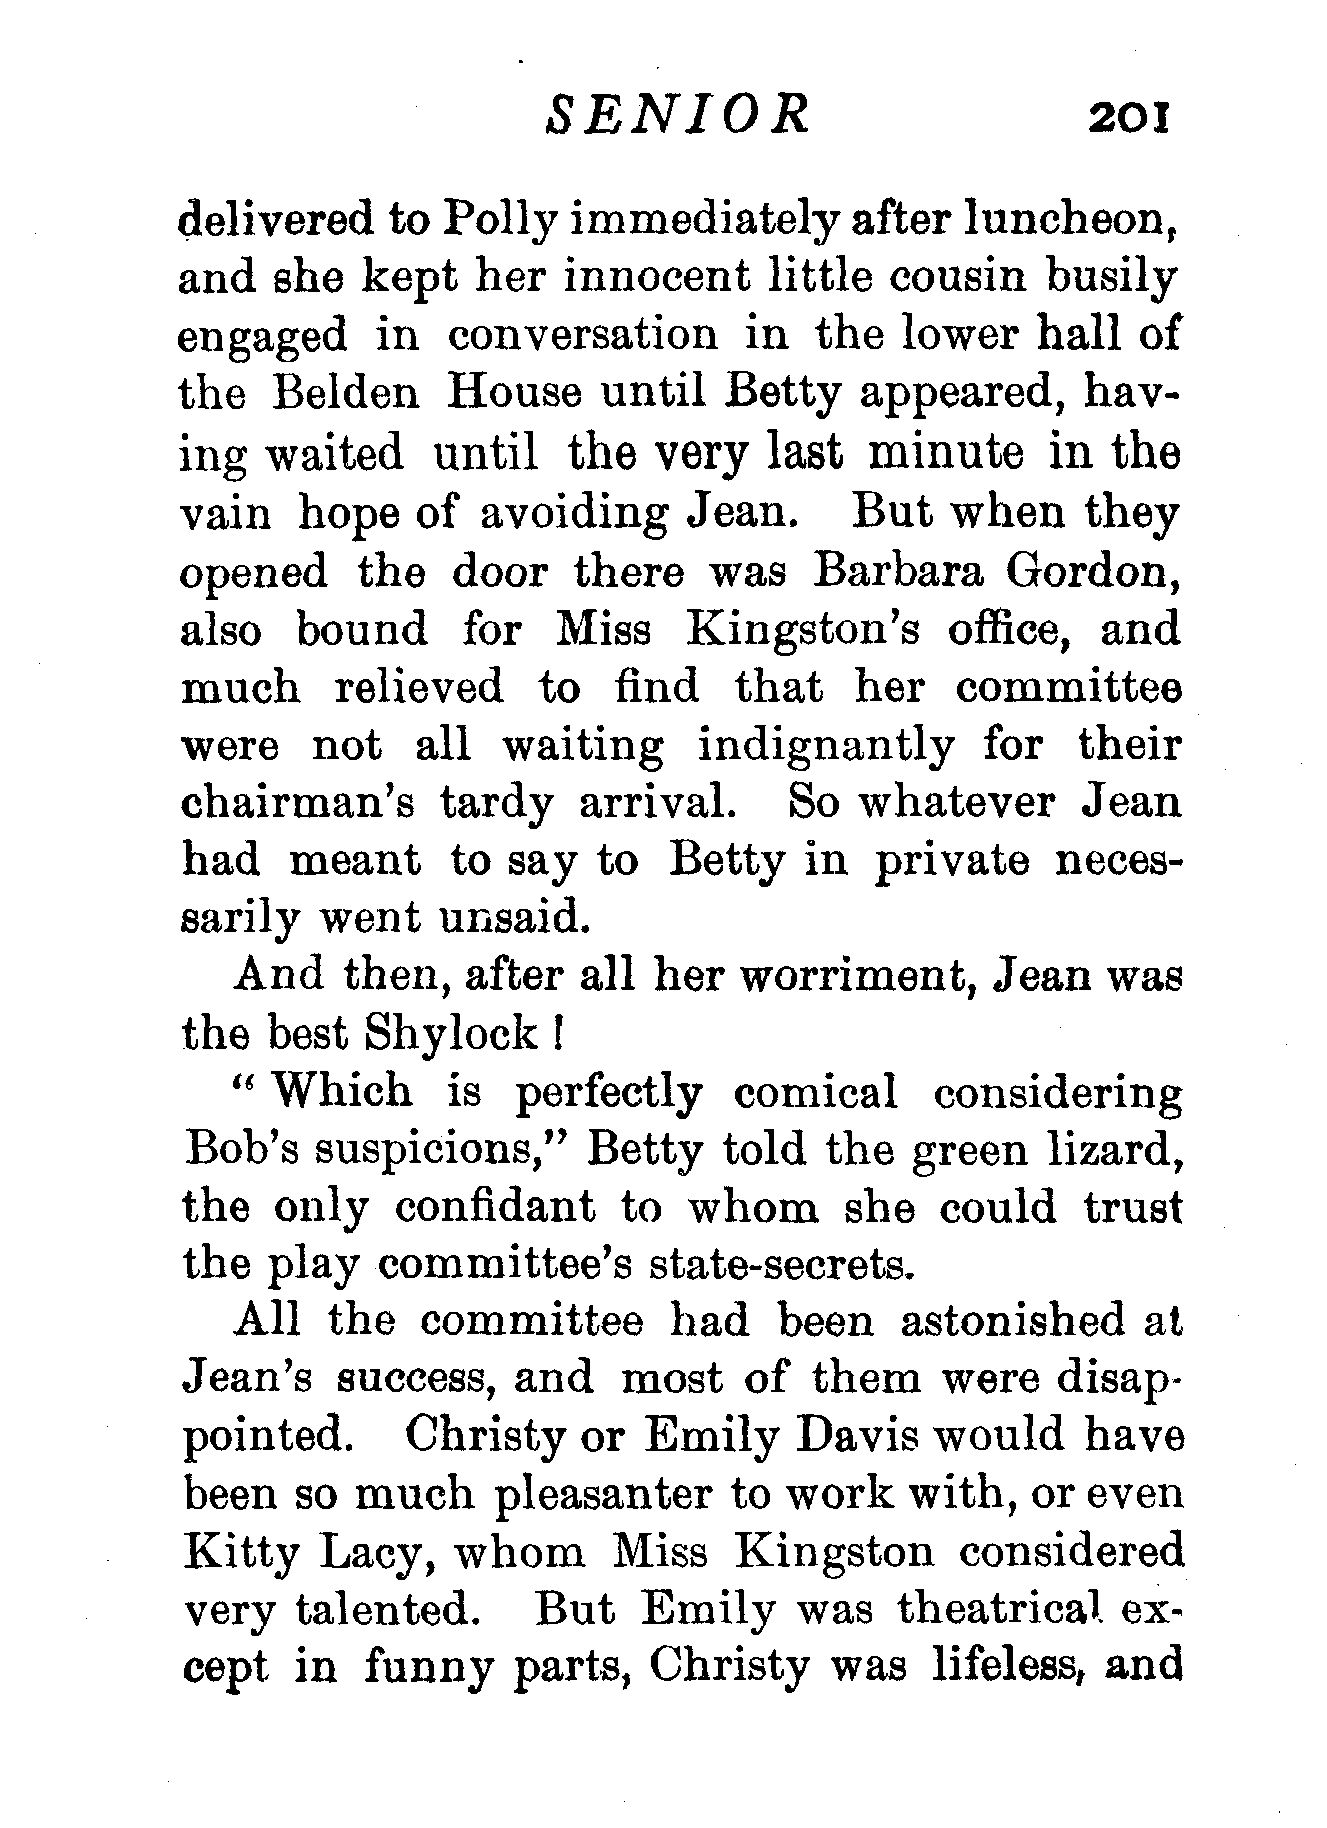 SENIOR 201
delivered to Polly immediately after luncheon,
and she kept her innocent little cousin busily
engaged in conversation in the lower hall of
the Belden House until Betty appeared, hav-
ing waited until the very last minute in the
vain hope of avoiding Jean. But when they
opened the door there was Barbara Gordon,
also bound for Miss Kingston's office, and
much relieved to find that her committee
were not all waiting indignantly for their
chairman's tardy arrival. So whatever Jean
had meant to say to Betty in private neces-
sarily went unsaid.
And then, after all her worriment, Jean was
the best Shylock!
"Which is perfectly comical considering
Bob's suspicions," Betty told the green lizard,
the only confidant to whom she could trust
the play committee's state-secrets.
All the committee had been astonished at
Jean's success, and most of them were disap-
pointed. Christy or Emily Davis would have
been so much pleasanter to work with, or even
Kitty Lacy, whom Miss Kingston considered
very talented. But Emily was theatrical ex-
cept in funny parts, Christy was lifeless, and